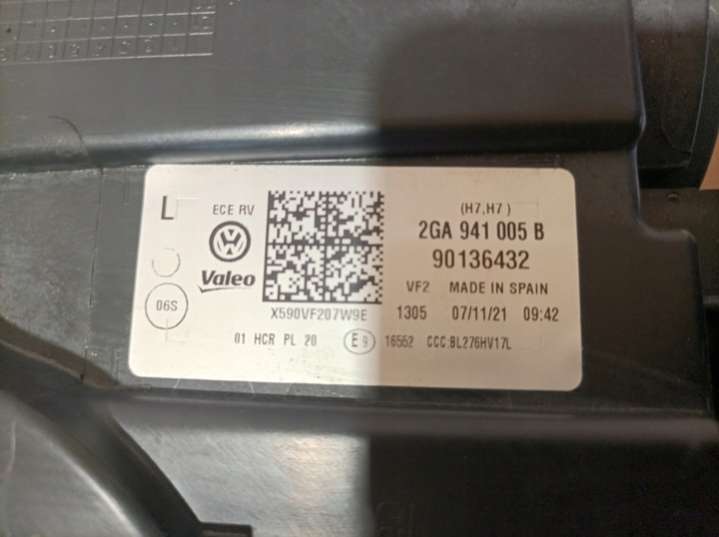 L
ECE RV
(H7,H7)
2GA 941 005 B
90136432
Valeo
VF2 MADE IN SPAIN
06S
X590VF207W9E
1305 07/11/21 09:42
01 HCR PL 20
E9
16562 CCC:BL276HV17L